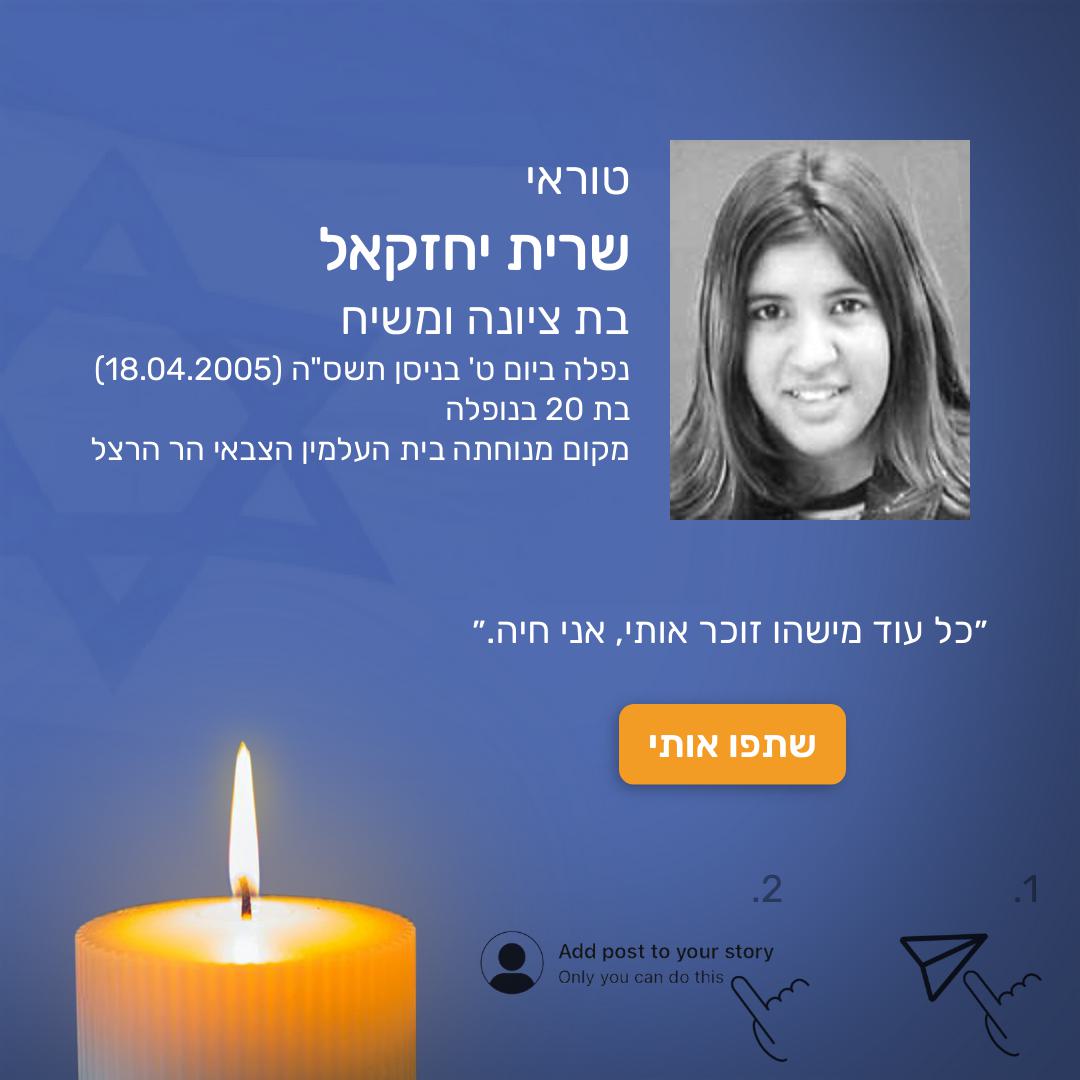 טוראי
שרית יחזקאל
בת ציונה ומשיח
נפלה ביום ט' בניסן תשס"ה (18.04.2005)
בת 20 בנופלה
מקום מנוחתה בית העלמין הצבאי הר הרצל
״כל עוד מישהו זוכר אותי, אני חיה.״
שתפו אותי
.1
.2
Add post to your story
Only you can do this